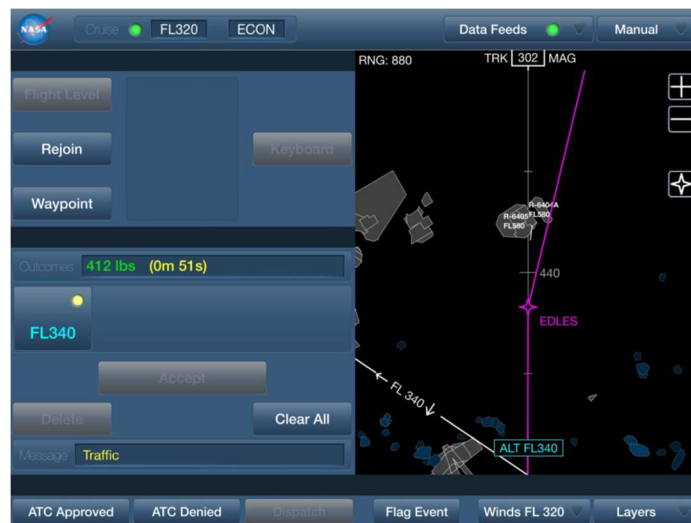 NASA
Cruise FL320 ECON Data Feeds Manual
RNG: 880 TRK 302 MAG
Flight Level
Rejoin Keyboard
Waypoint
R-6404A
FL580
R-6405
FL580
440
EDLES
Outcomes 412 lbs (0m 51s)
FL340
Accept
FL 340
Delete Clear All
ALT FL340
Message Traffic
ATC Approved ATC Denied Dispatch Flag Event Winds FL 320 Layers